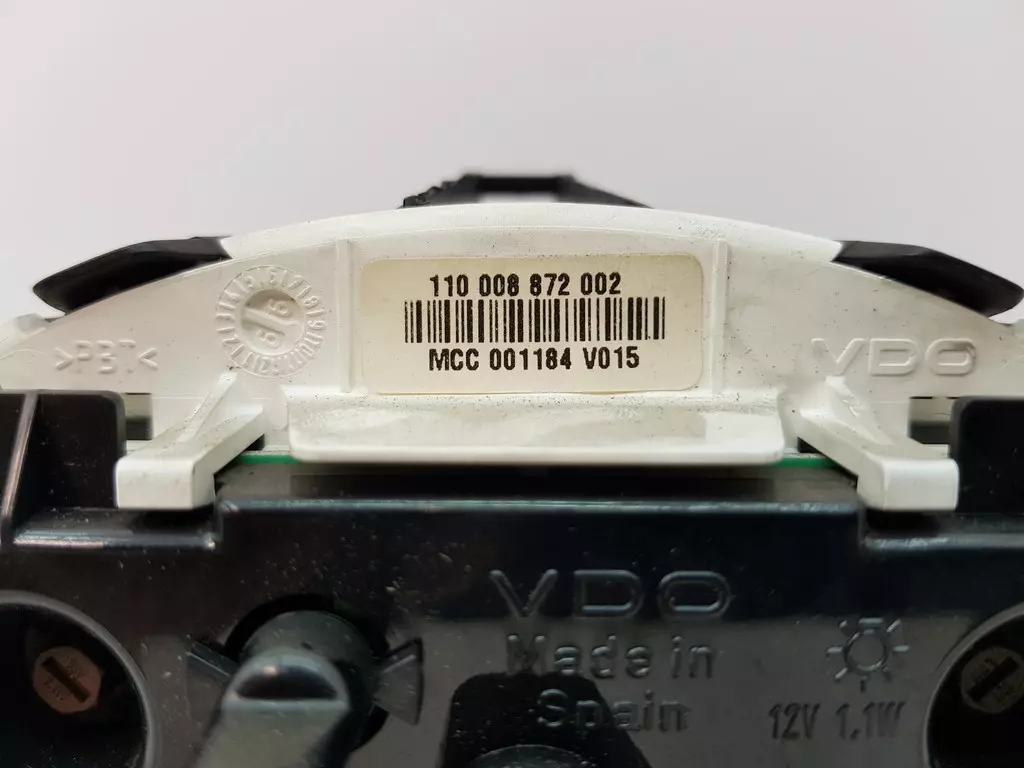 110 008 872 002
MCC 001184 V015
>PBT<
VDO
VDO
Made in
Spain
12V 1.1W